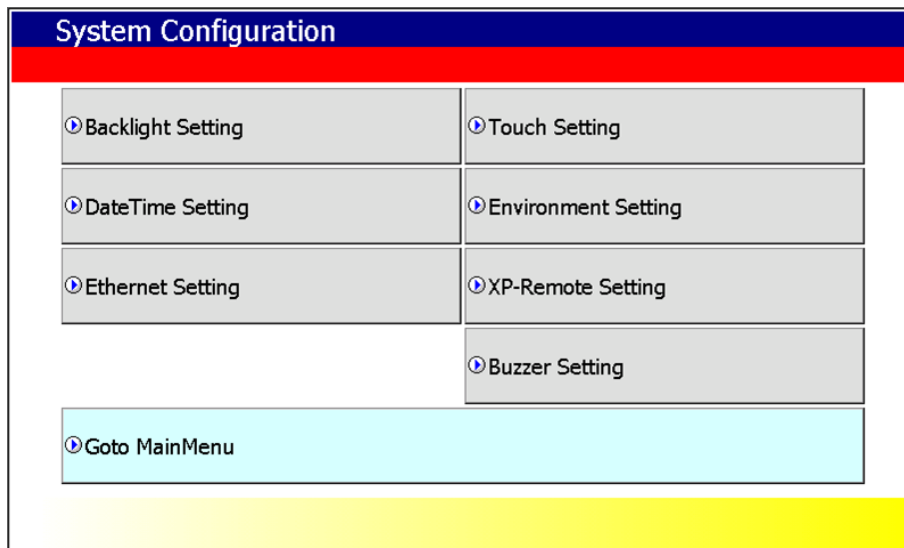 System Configuration
Backlight Setting
Touch Setting
DateTime Setting
Environment Setting
Ethernet Setting
XP-Remote Setting
Buzzer Setting
Goto MainMenu